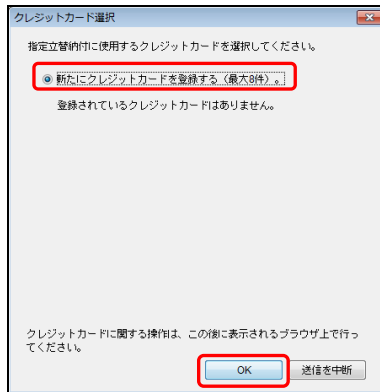 クレジットカード選択
指定立替納付に使用するクレジットカードを選択してください。
新たにクレジットカードを登録する（最大8件）。
登録されているクレジットカードはありません。
クレジットカードに関する操作は、この後に表示されるブラウザ上で行っ
てください。
OK
送信を中断